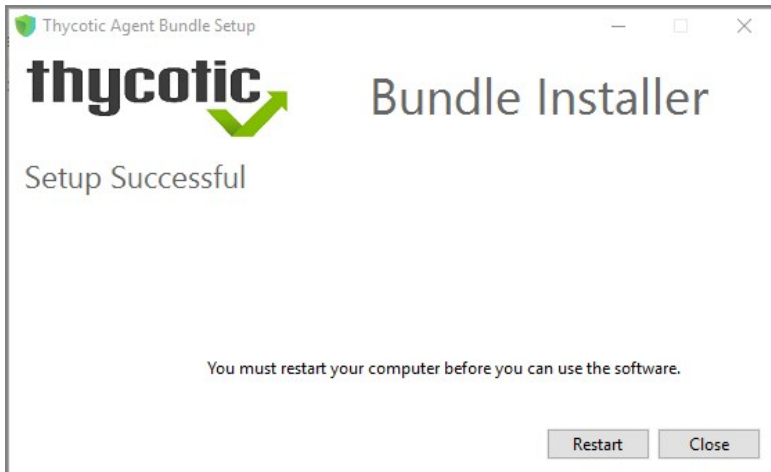 Thycotic Agent Bundle Setup
thycotic
Bundle Installer
Setup Successful
You must restart your computer before you can use the software.
Restart
Close